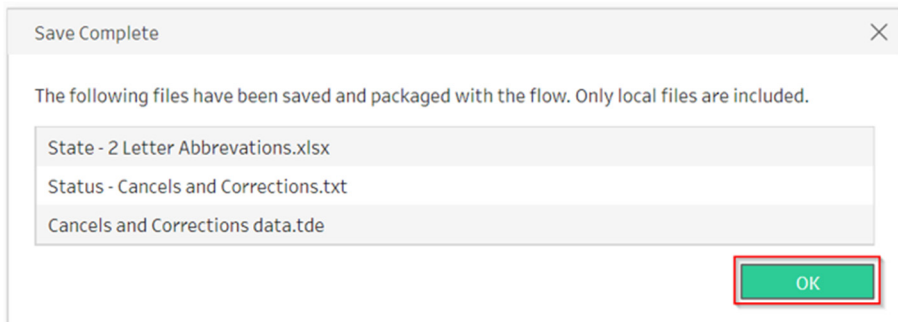 Save Complete
The following files have been saved and packaged with the flow. Only local files are included.
State - 2 Letter Abbrevations.xlsx
Status - Cancels and Corrections.txt
Cancels and Corrections data.tde
OK